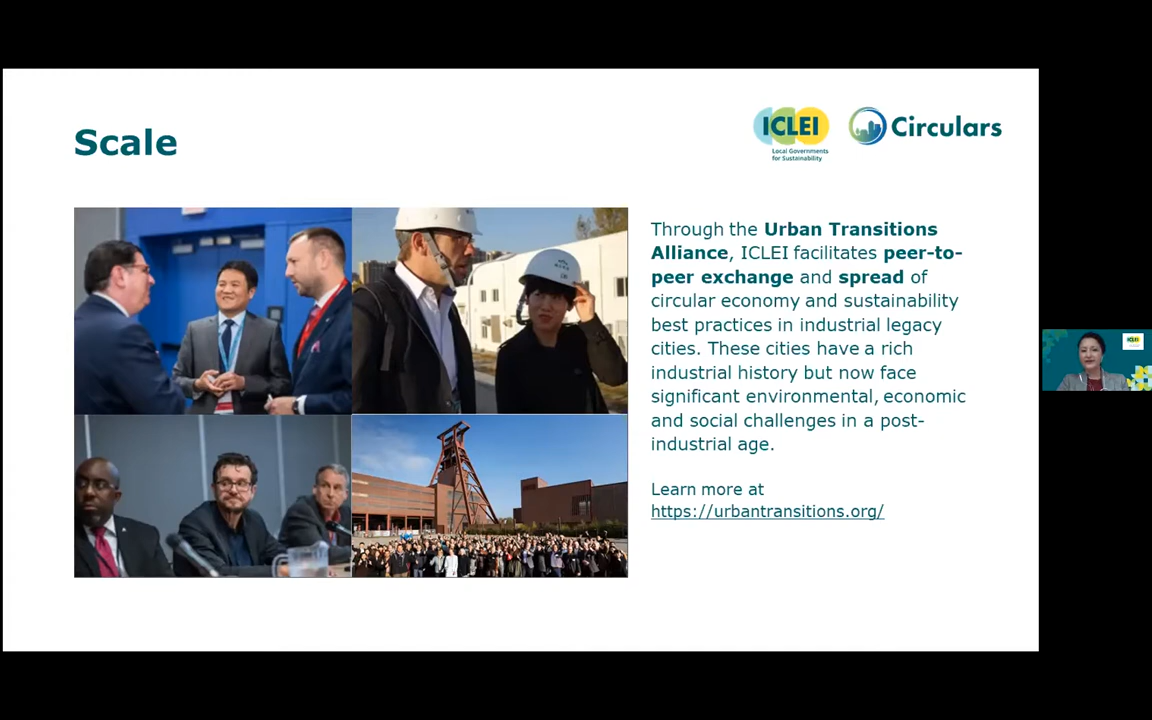 Scale
ICLEI
Local Governments
for Sustainability
Circulars
Through the Urban Transitions
Alliance, ICLEI facilitates peer-to-
peer exchange and spread of
circular economy and sustainability
best practices in industrial legacy
cities. These cities have a rich
industrial history but now face
significant environmental, economic
and social challenges in a post-
industrial age.
Learn more at
https://urbantransitions.org/
ICLEI